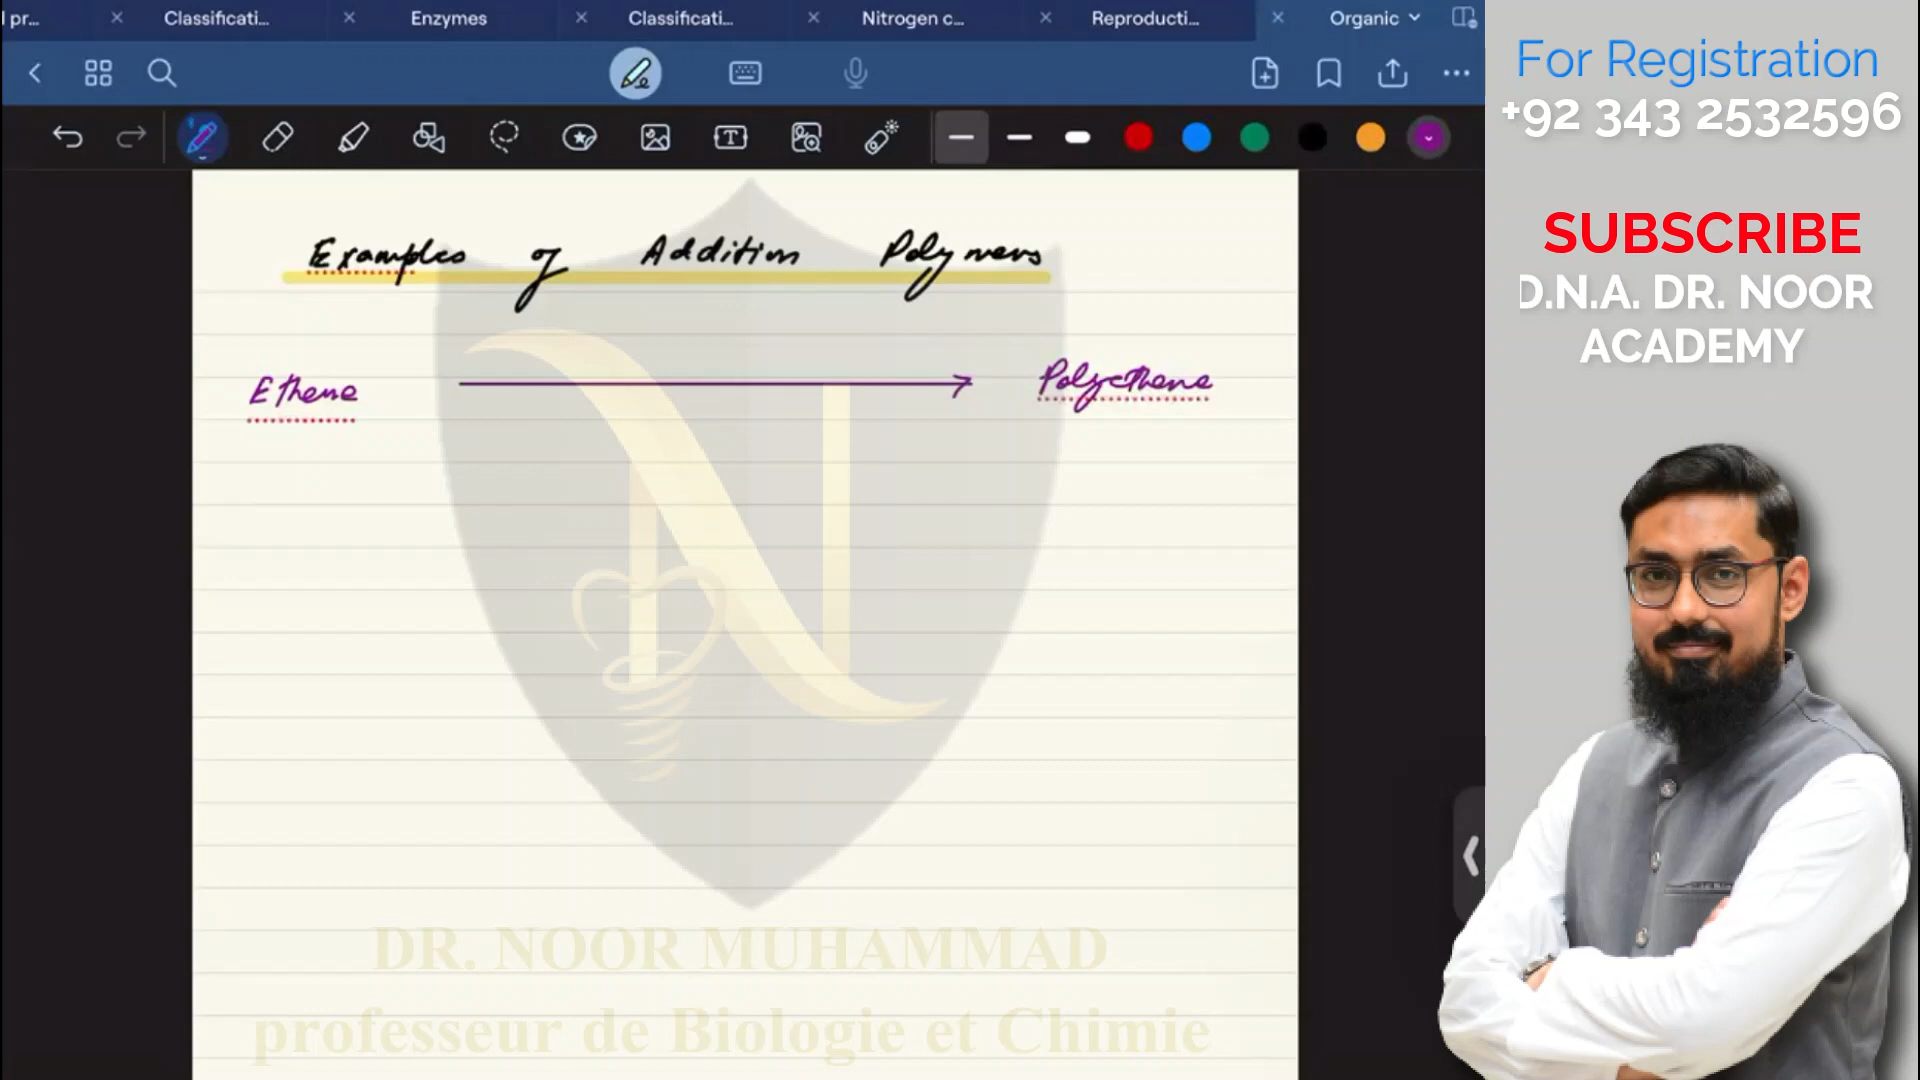 l pr... Classificati... Enzymes Classificati... Nitrogen c... Reproducti... Organic
For Registration
+92 343 2532596
SUBSCRIBE
D.N.A. DR. NOOR
ACADEMY
Examples of Addition Polymers
Ethene Polyethene
DR. NOOR MUHAMMAD
professeur de Biologie et Chimie